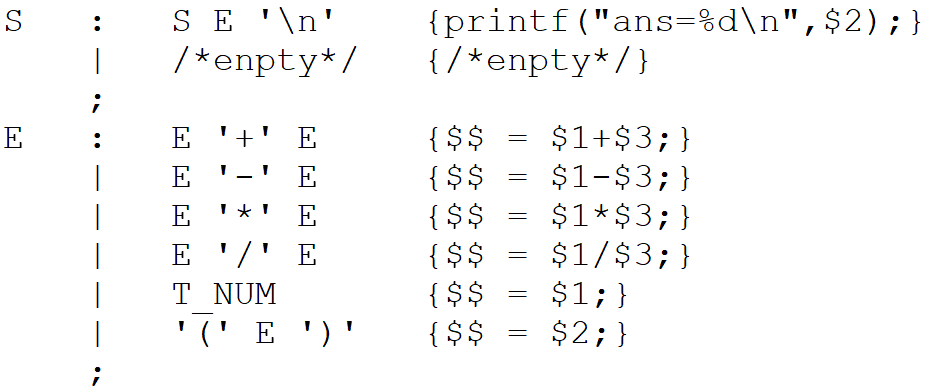 S : S E '\n' {printf("ans=%d\n",$2);}
| /*enpty*/ {/*enpty*/}
;
E : E '+' E {$$ = $1+$3;}
| E '-' E {$$ = $1-$3;}
| E '*' E {$$ = $1*$3;}
| E '/' E {$$ = $1/$3;}
| T_NUM {$$ = $1;}
| '(' E ')' {$$ = $2;}
;